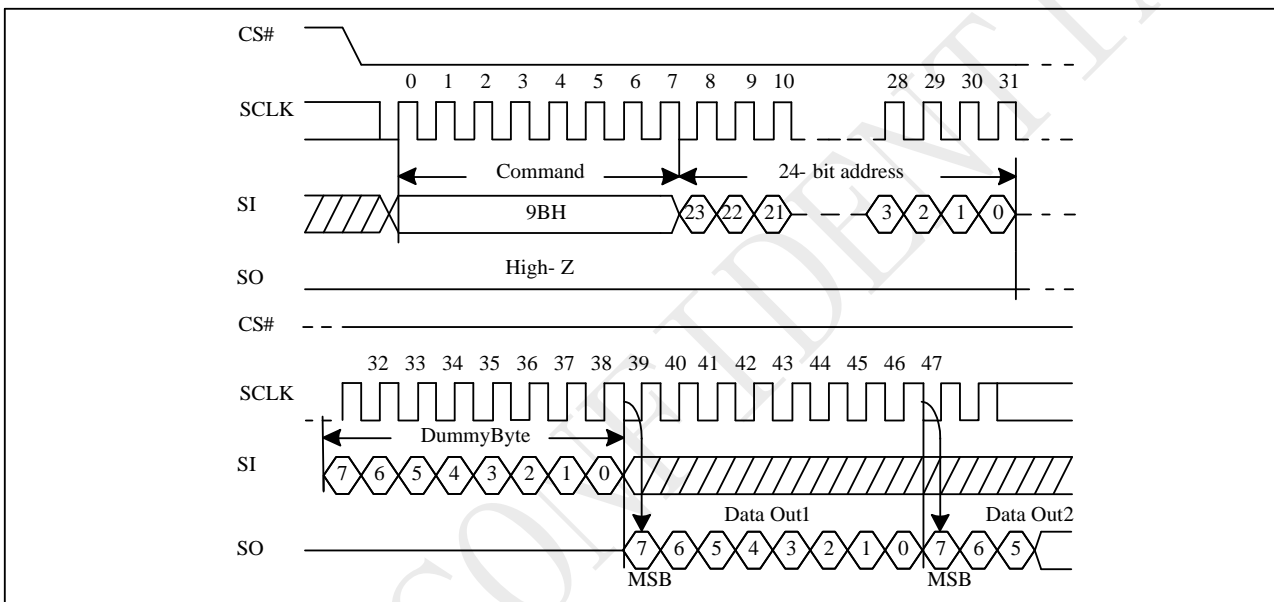 CS#
0 1 2 3 4 5 6 7 8 9 10 28 29 30 31
SCLK
Command 24- bit address
SI 9BH 23 22 21 3 2 1 0
High- Z
SO
CS#
32 33 34 35 36 37 38 39 40 41 42 43 44 45 46 47
SCLK
DummyByte
SI 7 6 5 4 3 2 1 0
Data Out1 Data Out2
SO 7 6 5 4 3 2 1 0 7 6 5
MSB MSB
CONFIDENTI